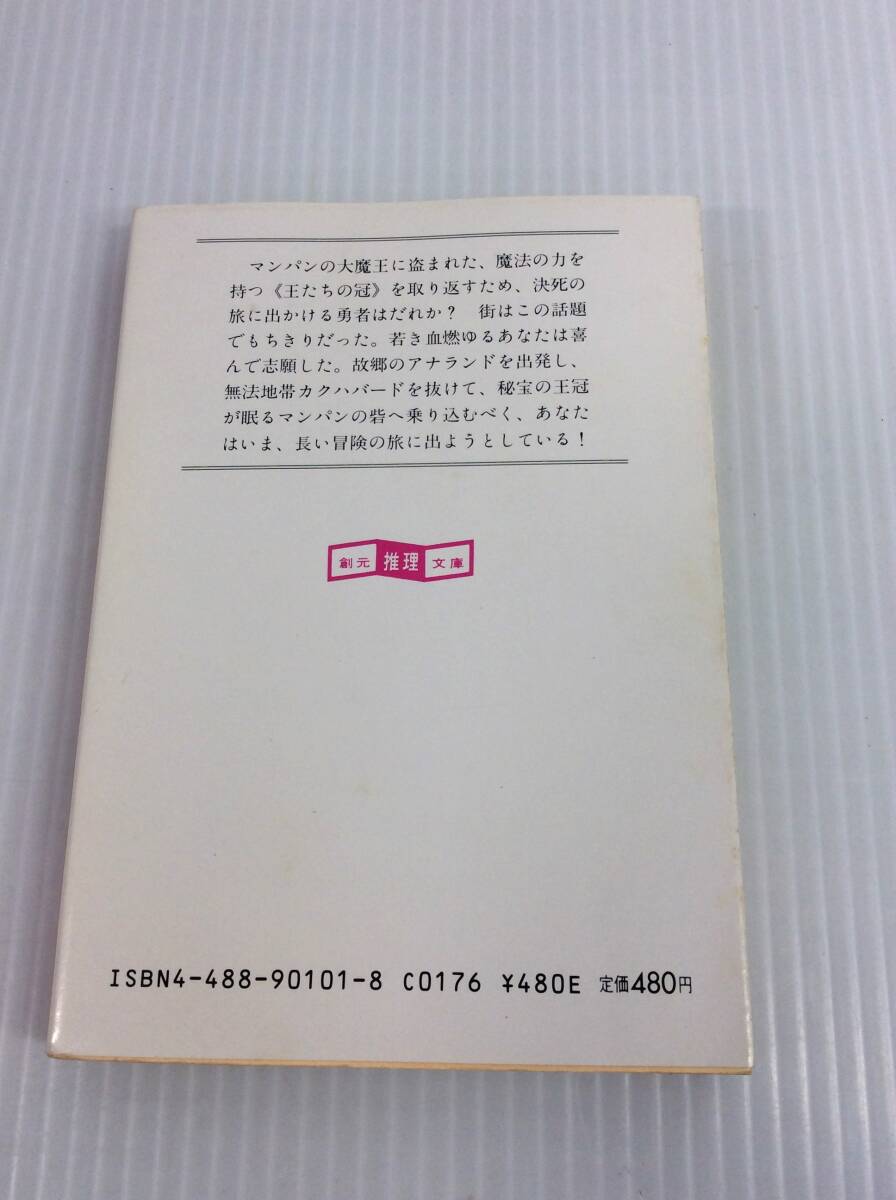 マンパンの大魔王に盗まれた、魔法の力を
持つ《王たちの冠》を取り返すため、決死の
旅に出かける勇者はだれか？　街はこの話題
でもちきりだった。若き血燃ゆるあなたは喜
んで志願した。故郷のアナランドを出発し、
無法地帯カクハバードを抜けて、秘宝の王冠
が眠るマンパンの砦へ乗り込むべく、あなた
はいま、長い冒険の旅に出ようとしている！
創元 推理 文庫
ISBN4-488-90101-8 C0176 ¥480E 定価480円